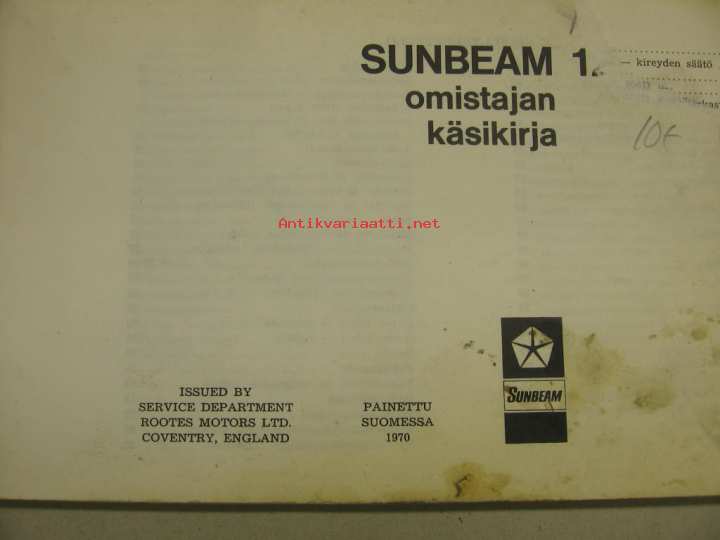 SUNBEAM 1
— kireyden säätö
omistajan
käsikirja
10€
Antikvariaatti.net
SUNBEAM
ISSUED BY
SERVICE DEPARTMENT
ROOTES MOTORS LTD.
COVENTRY, ENGLAND
PAINETTU
SUOMESSA
1970